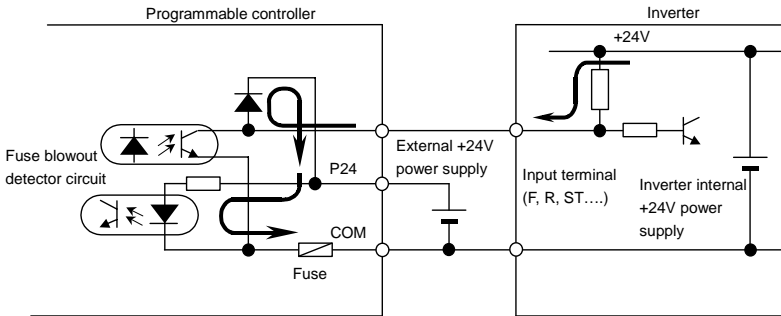 Programmable controller
Inverter
+24V
Fuse blowout
detector circuit
P24
External +24V
power supply
Input terminal
(F, R, ST....)
Inverter internal
+24V power
supply
COM
Fuse